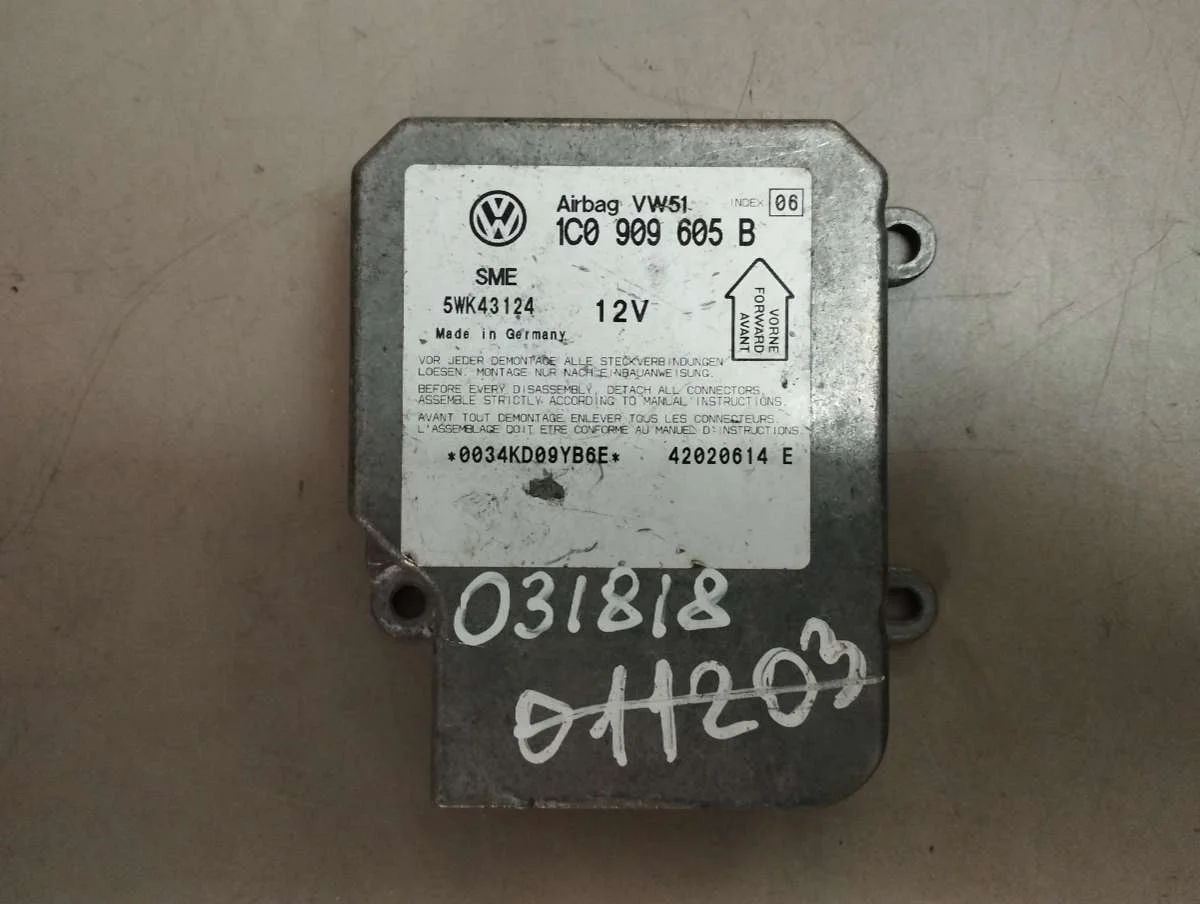 Airbag VW51 INDEX 06
1C0 909 605 B
SME
5WK43124 12V
VORNE
FORWARD
AVANT
Made in Germany
VOR JEDER DEMONTAGE ALLE STECKVERBINDUNGEN
LOESEN. MONTAGE NUR NACH EINBAUANWEISUNG.
BEFORE EVERY DISASSEMBLY, DETACH ALL CONNECTORS.
ASSEMBLE STRICTLY ACCORDING TO MANUAL INSTRUCTIONS.
AVANT TOUT DEMONTAGE ENLEVER TOUS LES CONNECTEURS.
L'ASSEMBLAGE DOIT ETRE CONFORME AU MANUEL D'INSTRUCTIONS
*0034KD09YB6E* 42020614 E
031818
011203